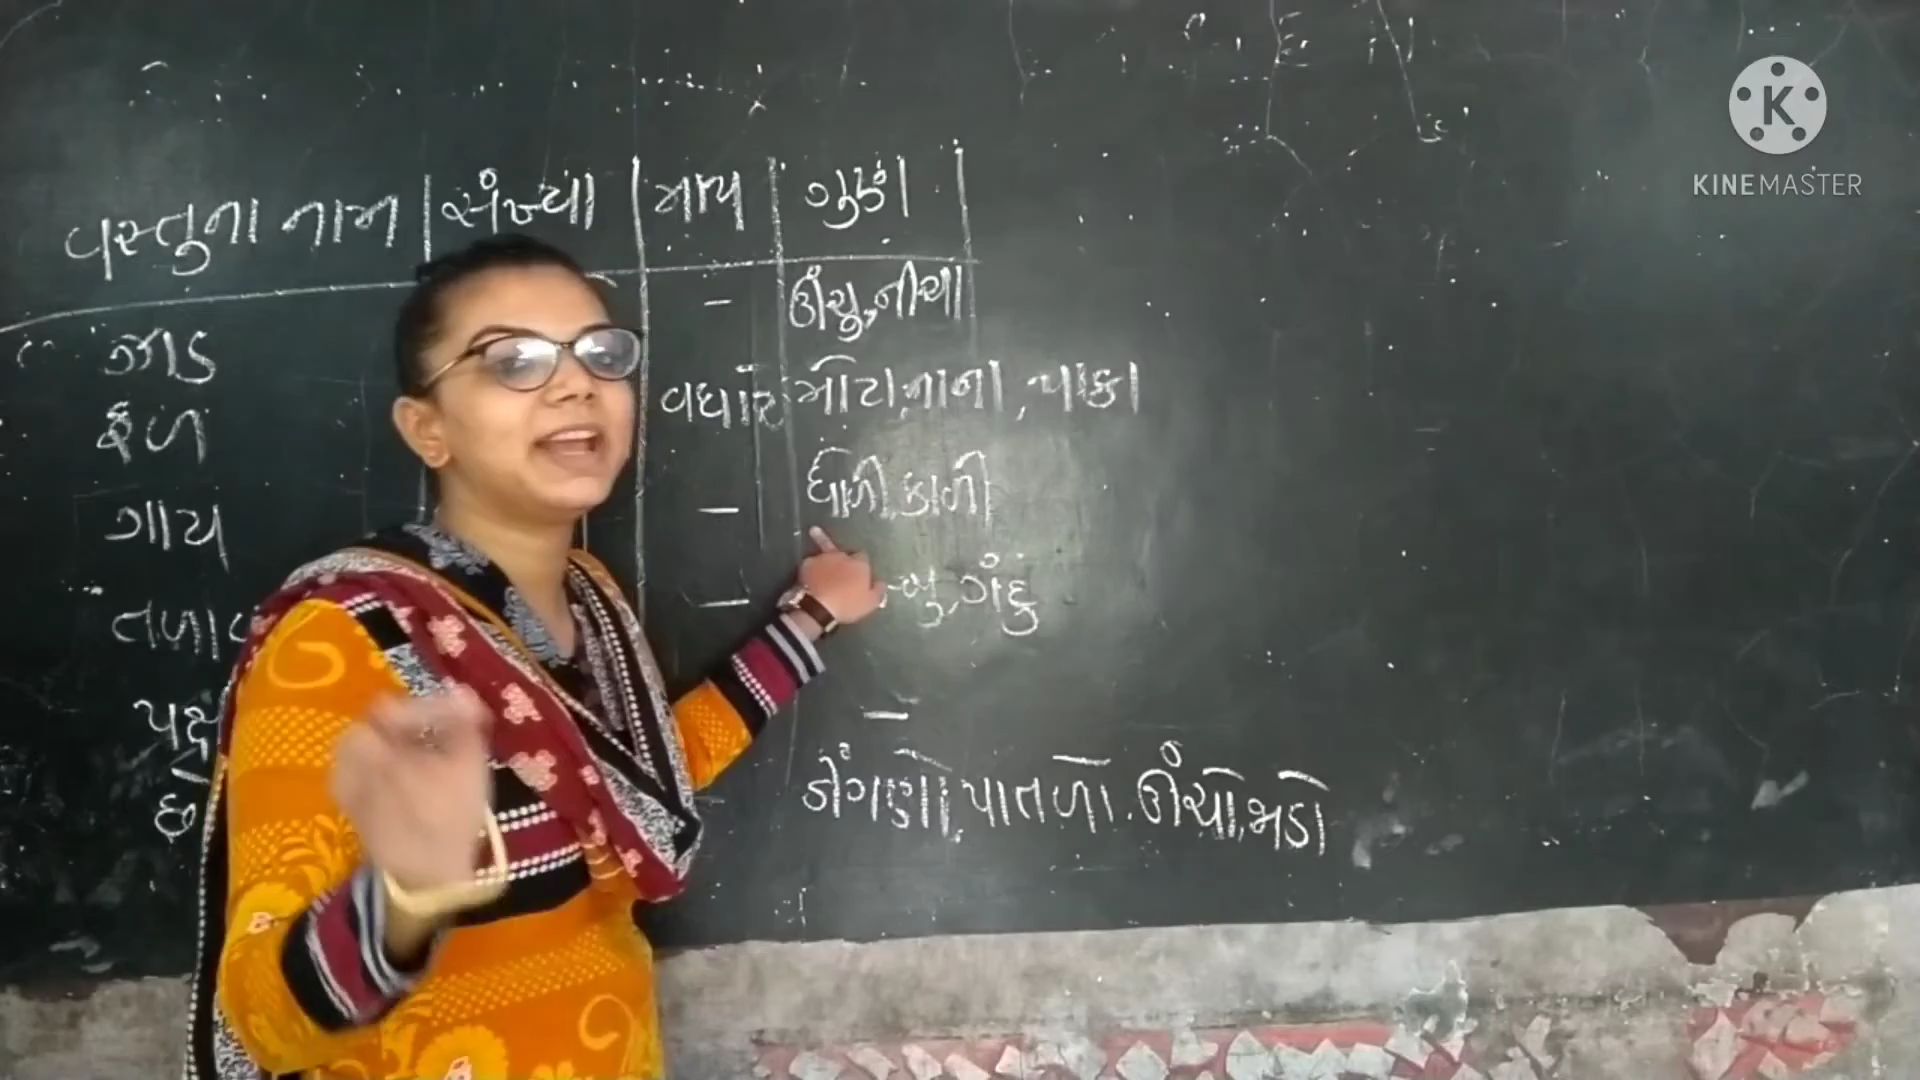 K
KINEMASTER
વસ્તુના નામ સંખ્યા માપ ગુણ
ઝાડ - ઊંચુ, નીચા
ફળ વધારે મોટા, નાના, પાકા
ગાય - ધોળી, કાળી
- ગંદુ
-
ઠીંગણો, પાતળો. ઊંચો, જાડો